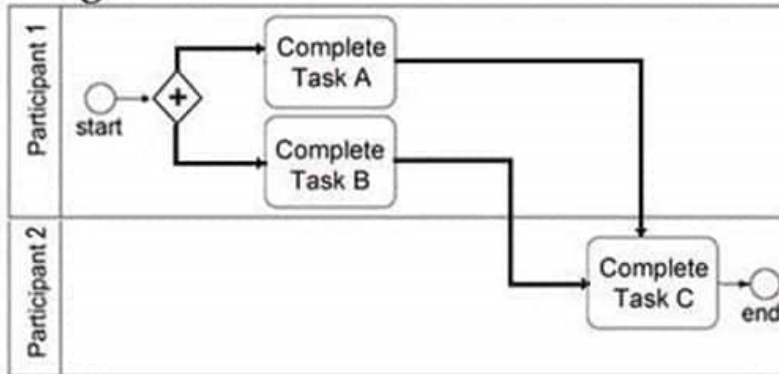 Participant 1
start
+
Complete
Task A
Complete
Task B
Participant 2
Complete
Task C
end